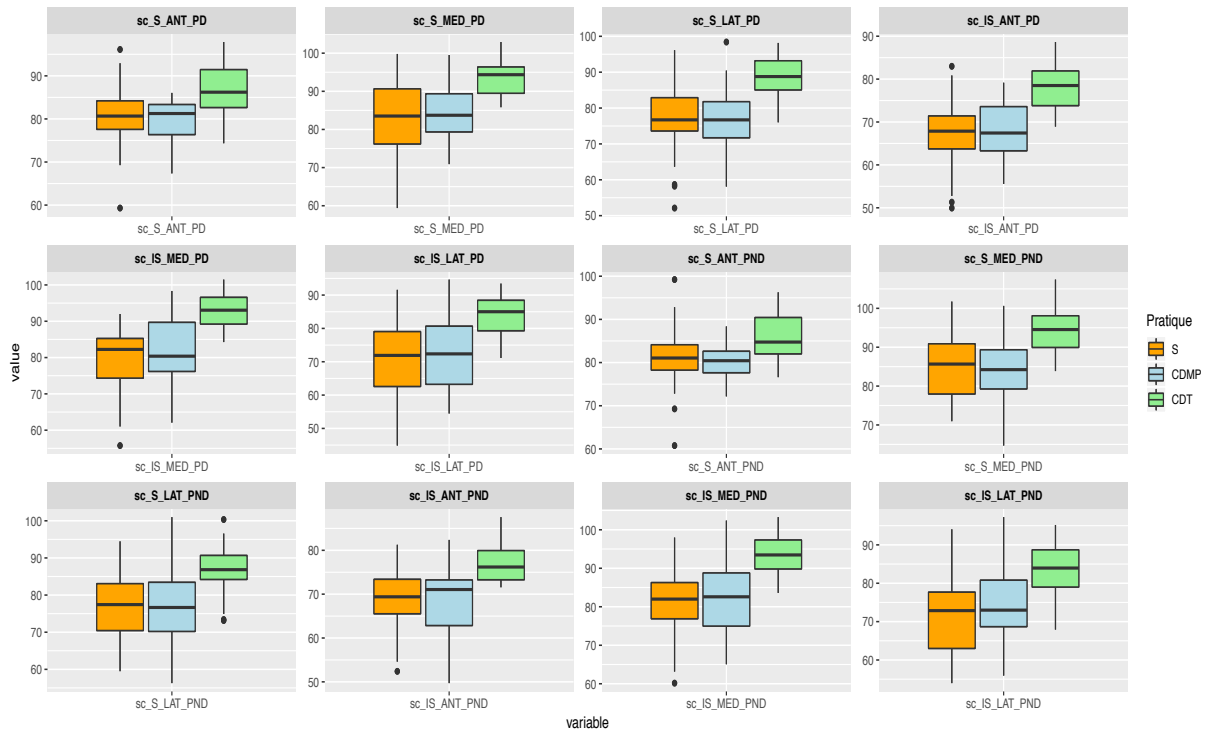 sc_S_ANT_PD
sc_S_MED_PD
sc_S_LAT_PD
sc_IS_ANT_PD
90
80
70
60
100
90
80
70
60
100
90
80
70
60
50
90
80
70
60
50
sc_S_ANT_PD
sc_S_MED_PD
sc_S_LAT_PD
sc_IS_ANT_PD
sc_IS_MED_PD
sc_IS_LAT_PD
sc_S_ANT_PND
sc_S_MED_PND
100
90
80
70
60
90
80
70
60
50
100
90
80
70
60
100
90
80
70
sc_IS_MED_PD
sc_IS_LAT_PD
sc_S_ANT_PND
sc_S_MED_PND
sc_S_LAT_PND
sc_IS_ANT_PND
sc_IS_MED_PND
sc_IS_LAT_PND
100
90
80
70
60
80
70
60
50
100
90
80
70
60
90
80
70
60
sc_S_LAT_PND
sc_IS_ANT_PND
sc_IS_MED_PND
sc_IS_LAT_PND
value
variable
Pratique
S
CDMP
CDT